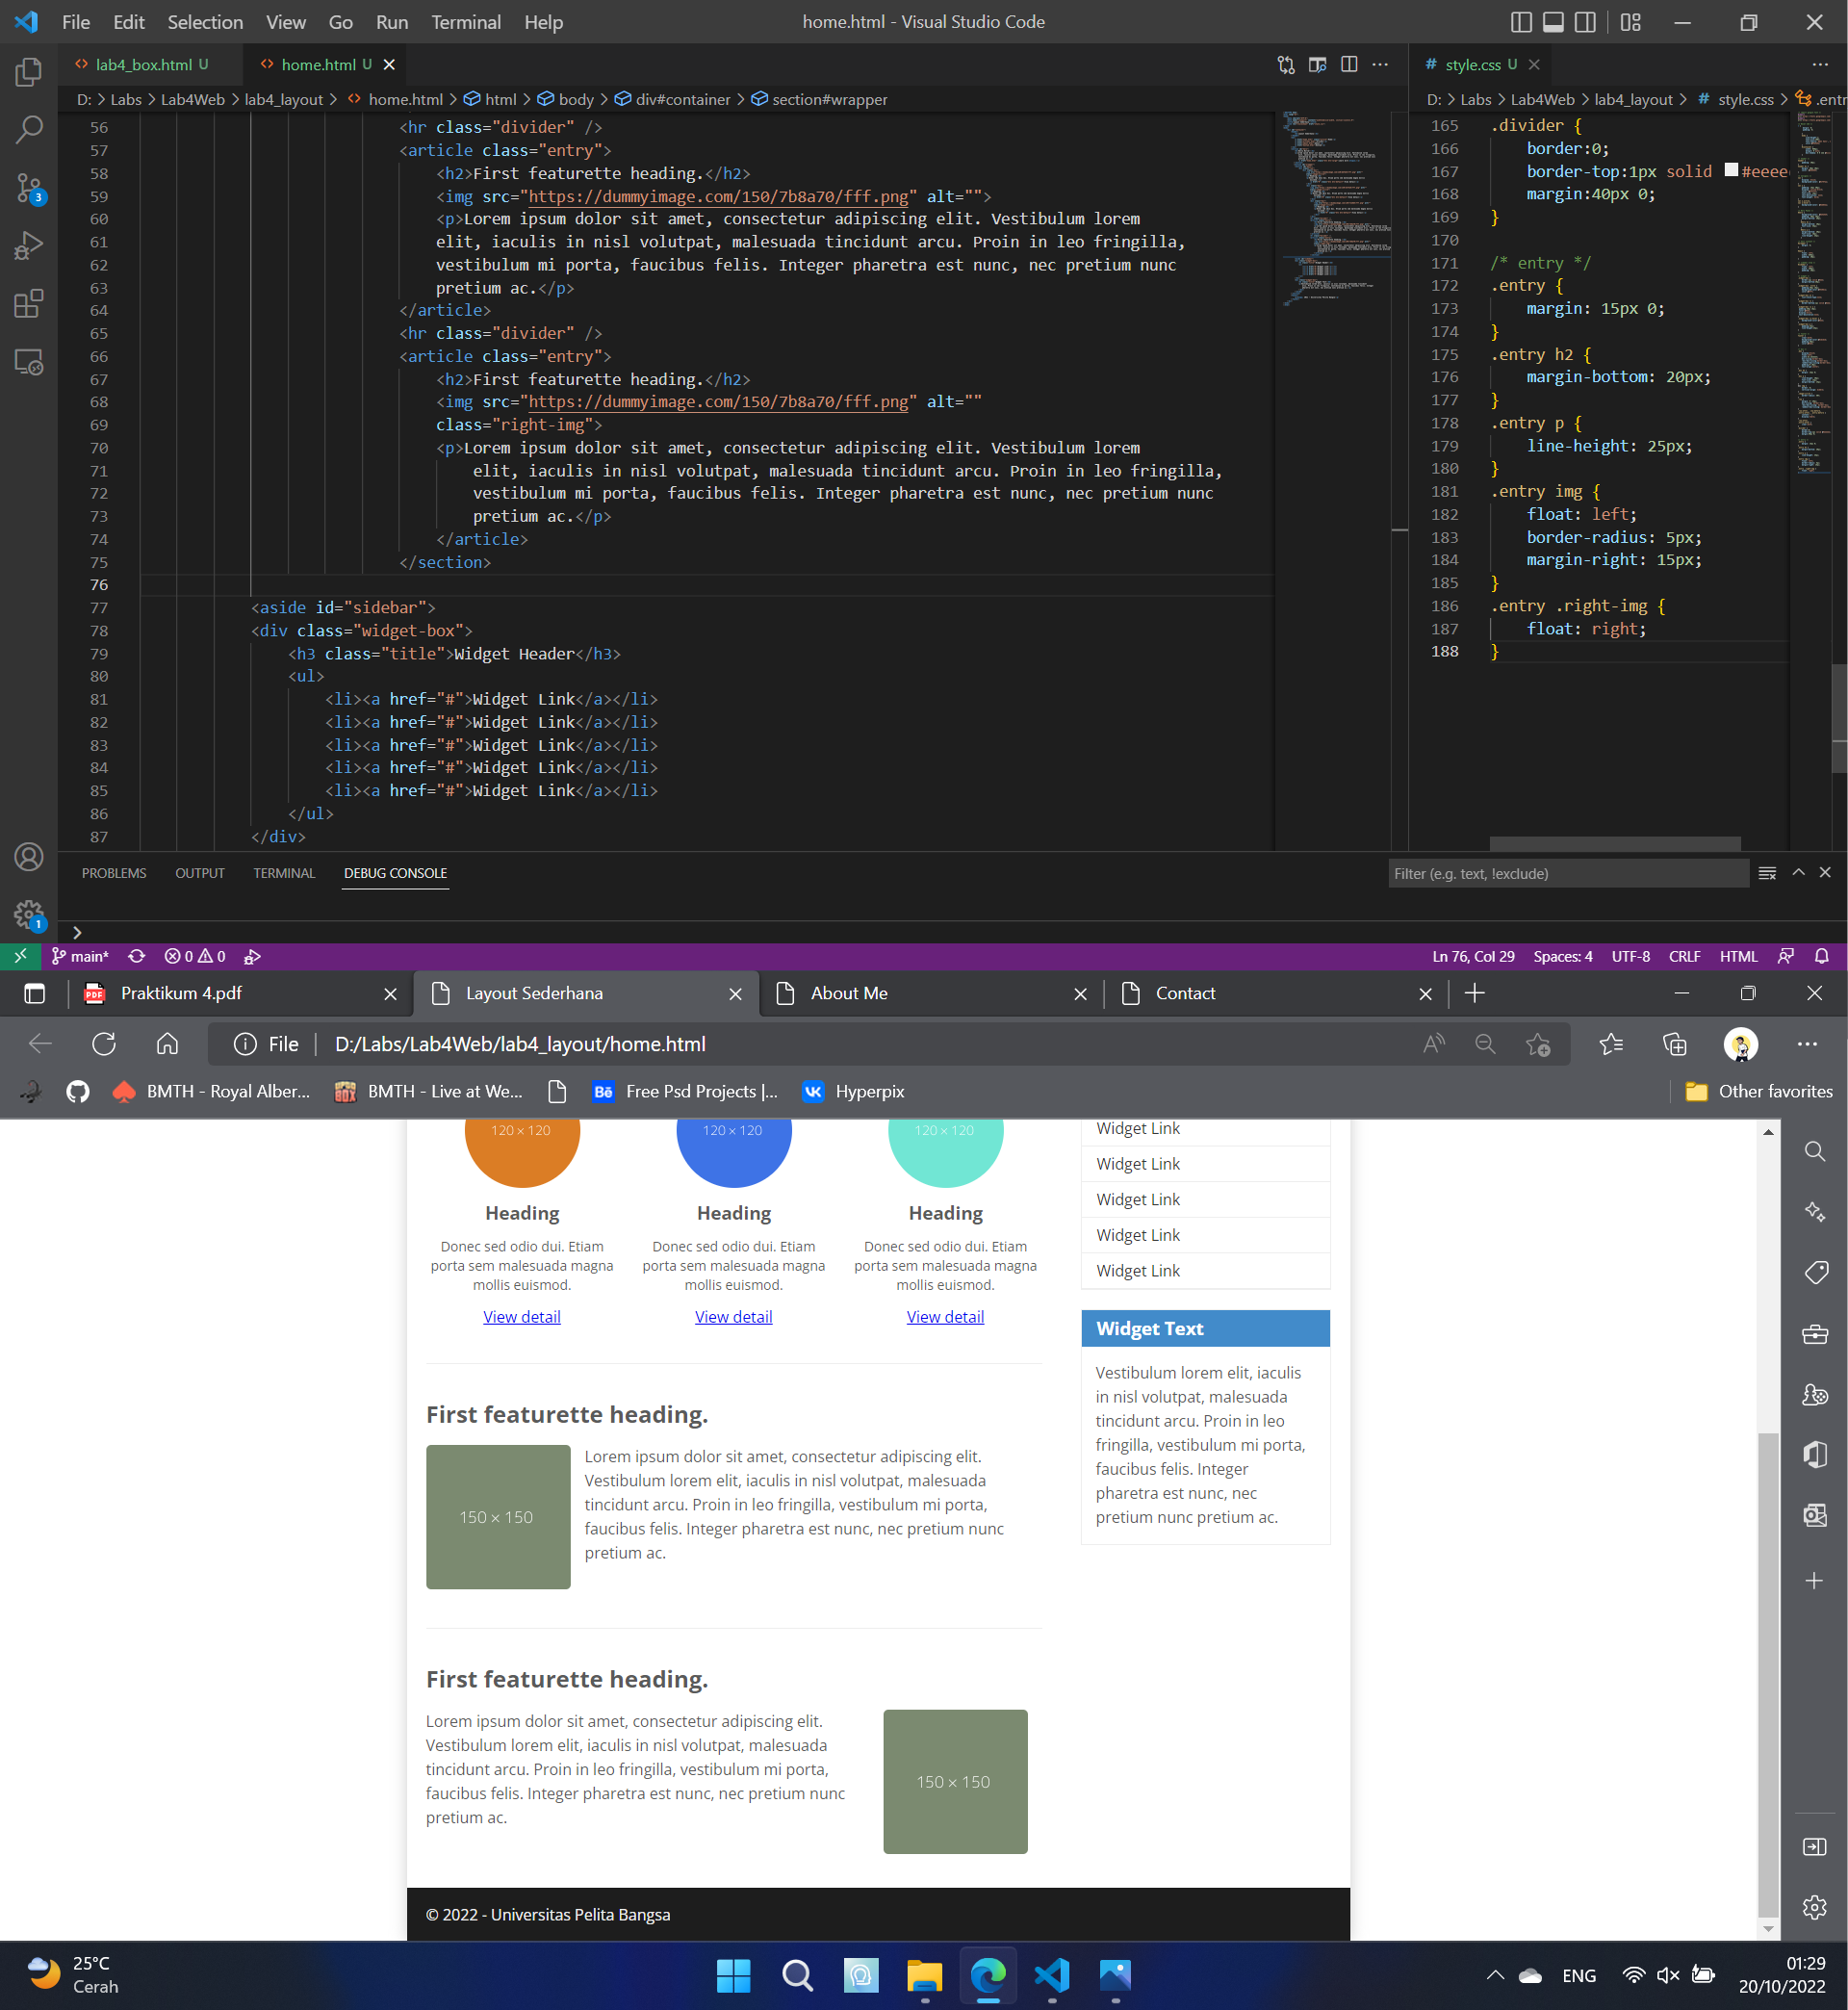 File Edit Selection View Go Run Terminal Help home.html - Visual Studio Code
lab4_box.html U home.html U
style.css U
D: > Labs > Lab4Web > lab4_layout > home.html > html > body > div#container > section#wrapper
D: > Labs > Lab4Web > lab4_layout > style.css > .entr
56 <hr class="divider" />
57 <article class="entry">
58 <h2>First featurette heading.</h2>
59 <img src="https://dummyimage.com/150/7b8a70/fff.png" alt="">
60 <p>Lorem ipsum dolor sit amet, consectetur adipiscing elit. Vestibulum lorem
61 elit, iaculis in nisl volutpat, malesuada tincidunt arcu. Proin in leo fringilla,
62 vestibulum mi porta, faucibus felis. Integer pharetra est nunc, nec pretium nunc
63 pretium ac.</p>
64 </article>
65 <hr class="divider" />
66 <article class="entry">
67 <h2>First featurette heading.</h2>
68 <img src="https://dummyimage.com/150/7b8a70/fff.png" alt=""
69 class="right-img">
70 <p>Lorem ipsum dolor sit amet, consectetur adipiscing elit. Vestibulum lorem
71 elit, iaculis in nisl volutpat, malesuada tincidunt arcu. Proin in leo fringilla,
72 vestibulum mi porta, faucibus felis. Integer pharetra est nunc, nec pretium nunc
73 pretium ac.</p>
74 </article>
75 </section>
76
77 <aside id="sidebar">
78 <div class="widget-box">
79 <h3 class="title">Widget Header</h3>
80 <ul>
81 <li><a href="#">Widget Link</a></li>
82 <li><a href="#">Widget Link</a></li>
83 <li><a href="#">Widget Link</a></li>
84 <li><a href="#">Widget Link</a></li>
85 <li><a href="#">Widget Link</a></li>
86 </ul>
87 </div>
165 .divider {
166 border:0;
167 border-top:1px solid #eeee
168 margin:40px 0;
169 }
170
171 /* entry */
172 .entry {
173 margin: 15px 0;
174 }
175 .entry h2 {
176 margin-bottom: 20px;
177 }
178 .entry p {
179 line-height: 25px;
180 }
181 .entry img {
182 float: left;
183 border-radius: 5px;
184 margin-right: 15px;
185 }
186 .entry .right-img {
187 float: right;
188 }
3
1
PROBLEMS OUTPUT TERMINAL DEBUG CONSOLE
Filter (e.g. text, !exclude)
main* 0 0
Ln 76, Col 29 Spaces: 4 UTF-8 CRLF HTML
PDF Praktikum 4.pdf Layout Sederhana About Me Contact
File D:/Labs/Lab4Web/lab4_layout/home.html
BMTH - Royal Alber... BMTH - Live at We... Bē Free Psd Projects |... Hyperpix
Other favorites
120 × 120 120 × 120 120 × 120
Heading Heading Heading
Donec sed odio dui. Etiam
porta sem malesuada magna
mollis euismod.
Donec sed odio dui. Etiam
porta sem malesuada magna
mollis euismod.
Donec sed odio dui. Etiam
porta sem malesuada magna
mollis euismod.
View detail View detail View detail
Widget Link
Widget Link
Widget Link
Widget Link
Widget Link
Widget Text
Vestibulum lorem elit, iaculis
in nisl volutpat, malesuada
tincidunt arcu. Proin in leo
fringilla, vestibulum mi porta,
faucibus felis. Integer
pharetra est nunc, nec
pretium nunc pretium ac.
First featurette heading.
150 × 150
Lorem ipsum dolor sit amet, consectetur adipiscing elit.
Vestibulum lorem elit, iaculis in nisl volutpat, malesuada
tincidunt arcu. Proin in leo fringilla, vestibulum mi porta,
faucibus felis. Integer pharetra est nunc, nec pretium nunc
pretium ac.
First featurette heading.
Lorem ipsum dolor sit amet, consectetur adipiscing elit.
Vestibulum lorem elit, iaculis in nisl volutpat, malesuada
tincidunt arcu. Proin in leo fringilla, vestibulum mi porta,
faucibus felis. Integer pharetra est nunc, nec pretium nunc
pretium ac.
150 × 150
© 2022 - Universitas Pelita Bangsa
25°C
Cerah
ENG
01:29
20/10/2022